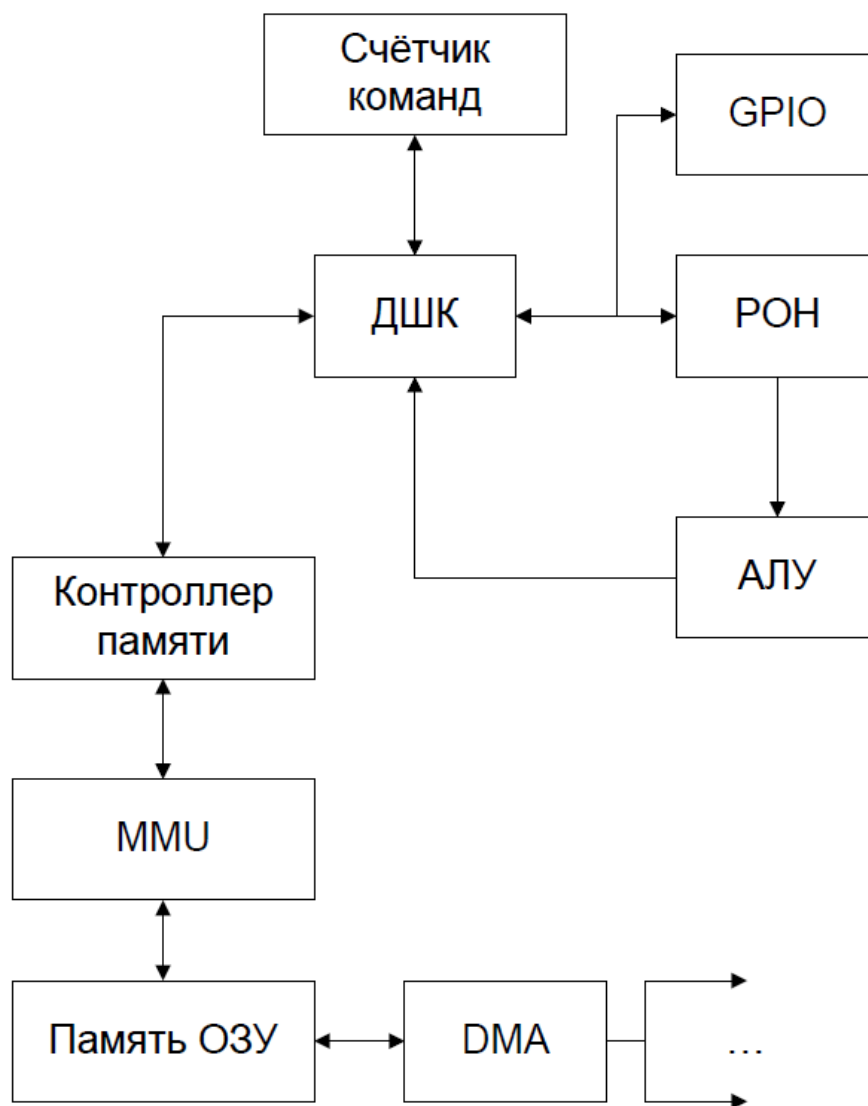 Счётчик
команд
GPIO
ДШК
РОН
АЛУ
Контроллер
памяти
MMU
Память ОЗУ
DMA
...